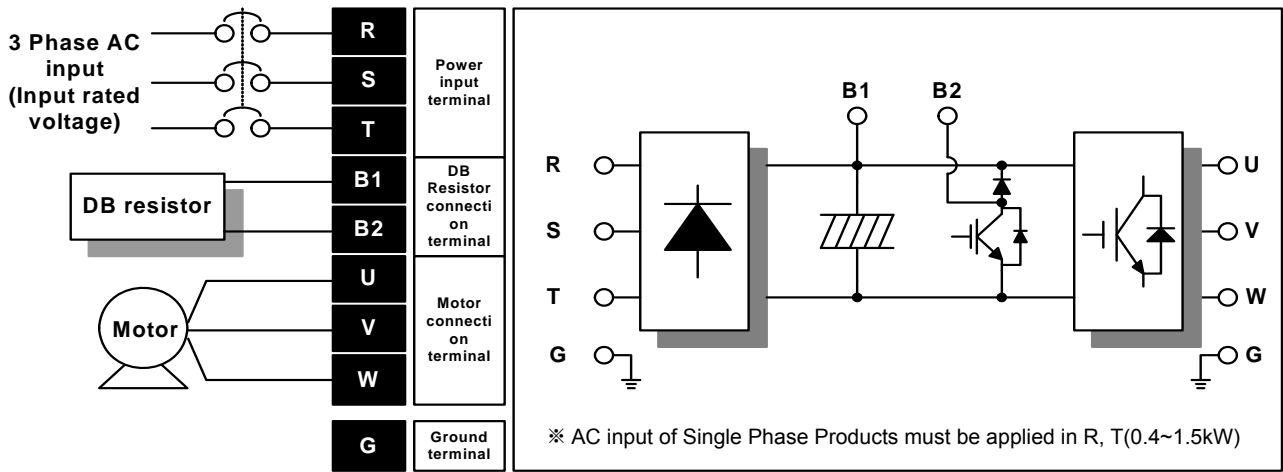 3 Phase AC
input
(Input rated
voltage)
R
S
T
Power
input
terminal
DB resistor
B1
B2
DB
Resistor
connecti
on
terminal
Motor
U
V
W
Motor
connecti
on
terminal
G
Ground
terminal
B1
B2
R
S
T
G
U
V
W
G
※ AC input of Single Phase Products must be applied in R, T(0.4~1.5kW)